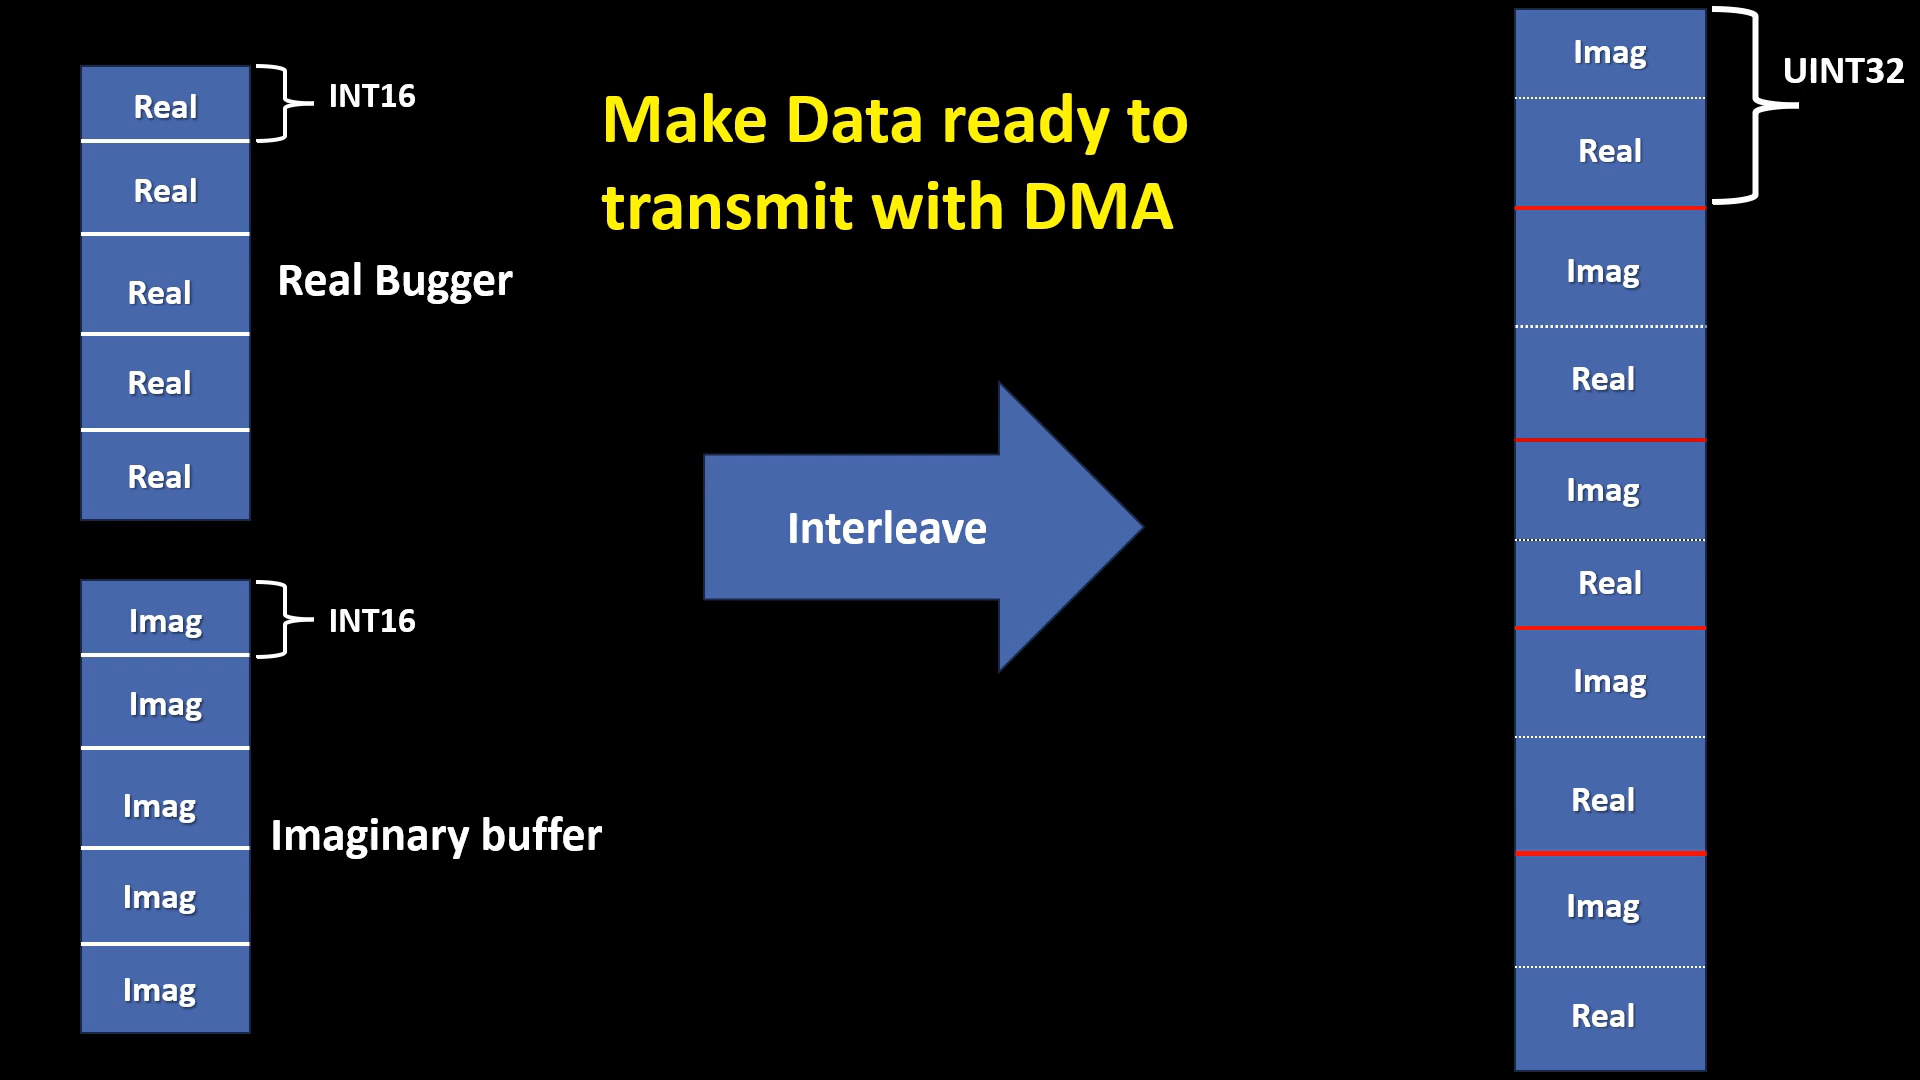 Make Data ready to
transmit with DMA
Real
INT16
Real
Real
Real Bugger
Real
Real
Imag
INT16
Imag
Imag
Imaginary buffer
Imag
Imag
Interleave
Imag
UINT32
Real
Imag
Real
Imag
Real
Imag
Real
Imag
Real